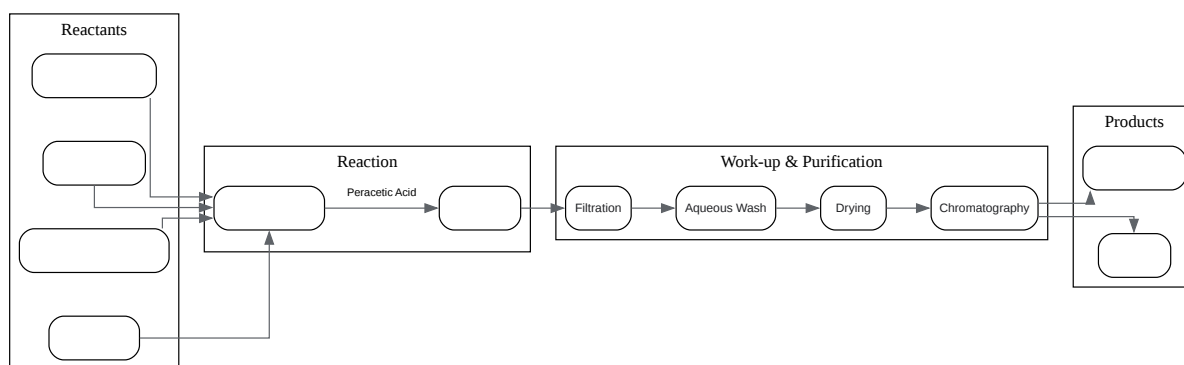 Reactants
Reaction
Peracetic Acid
Work-up & Purification
Filtration
Aqueous Wash
Drying
Chromatography
Products